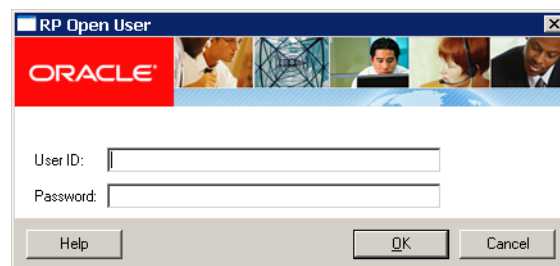 RP Open User
ORACLE®
User ID:
Password:
Help
OK
Cancel